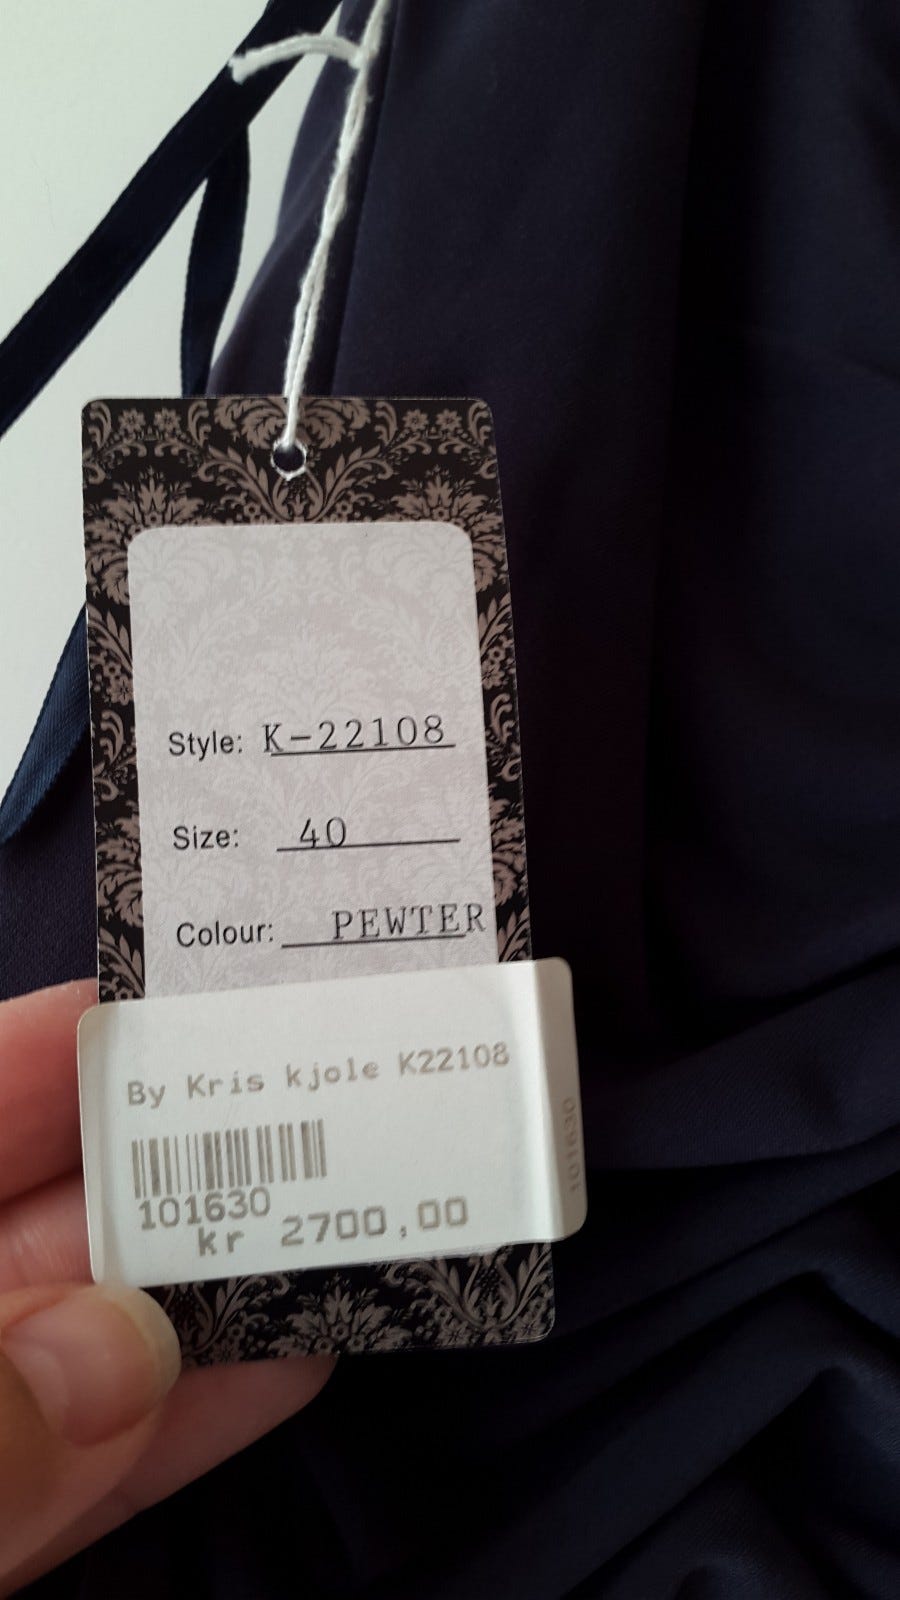 Style: K-22108
Size: 40
Colour: PEWTER
By Kris kjole K22108
101630
101630
kr 2700,00